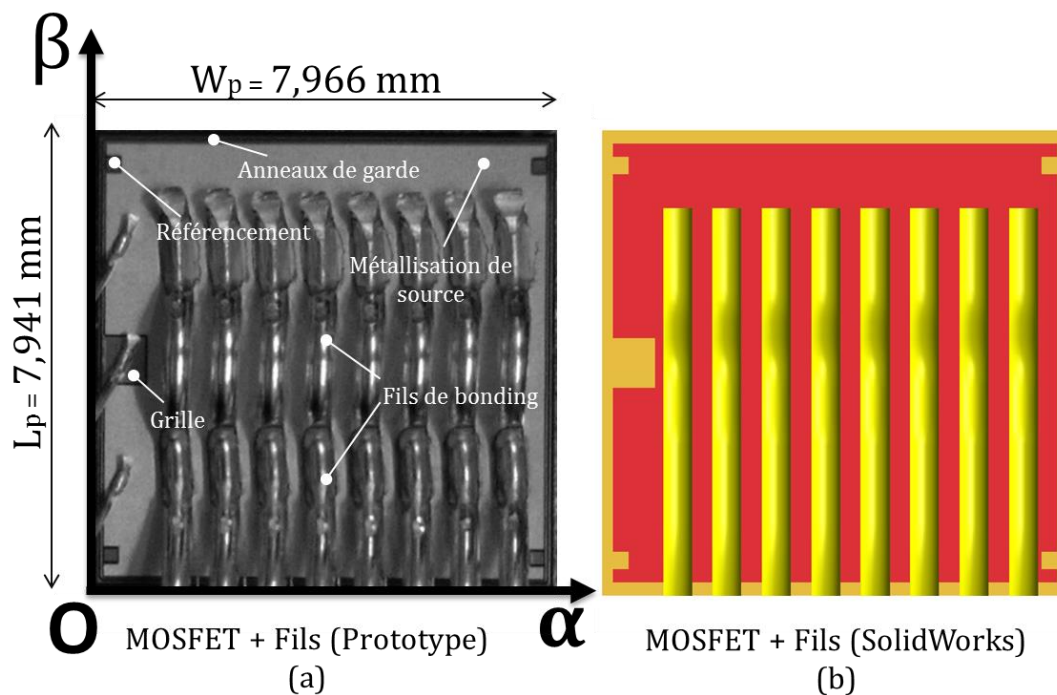 β
Wp = 7,966 mm
Lp = 7,941 mm
Anneaux de garde
Référencement
Métallisation de
source
Fils de bonding
Grille
O
α
MOSFET + Fils (Prototype)
(a)
MOSFET + Fils (SolidWorks)
(b)